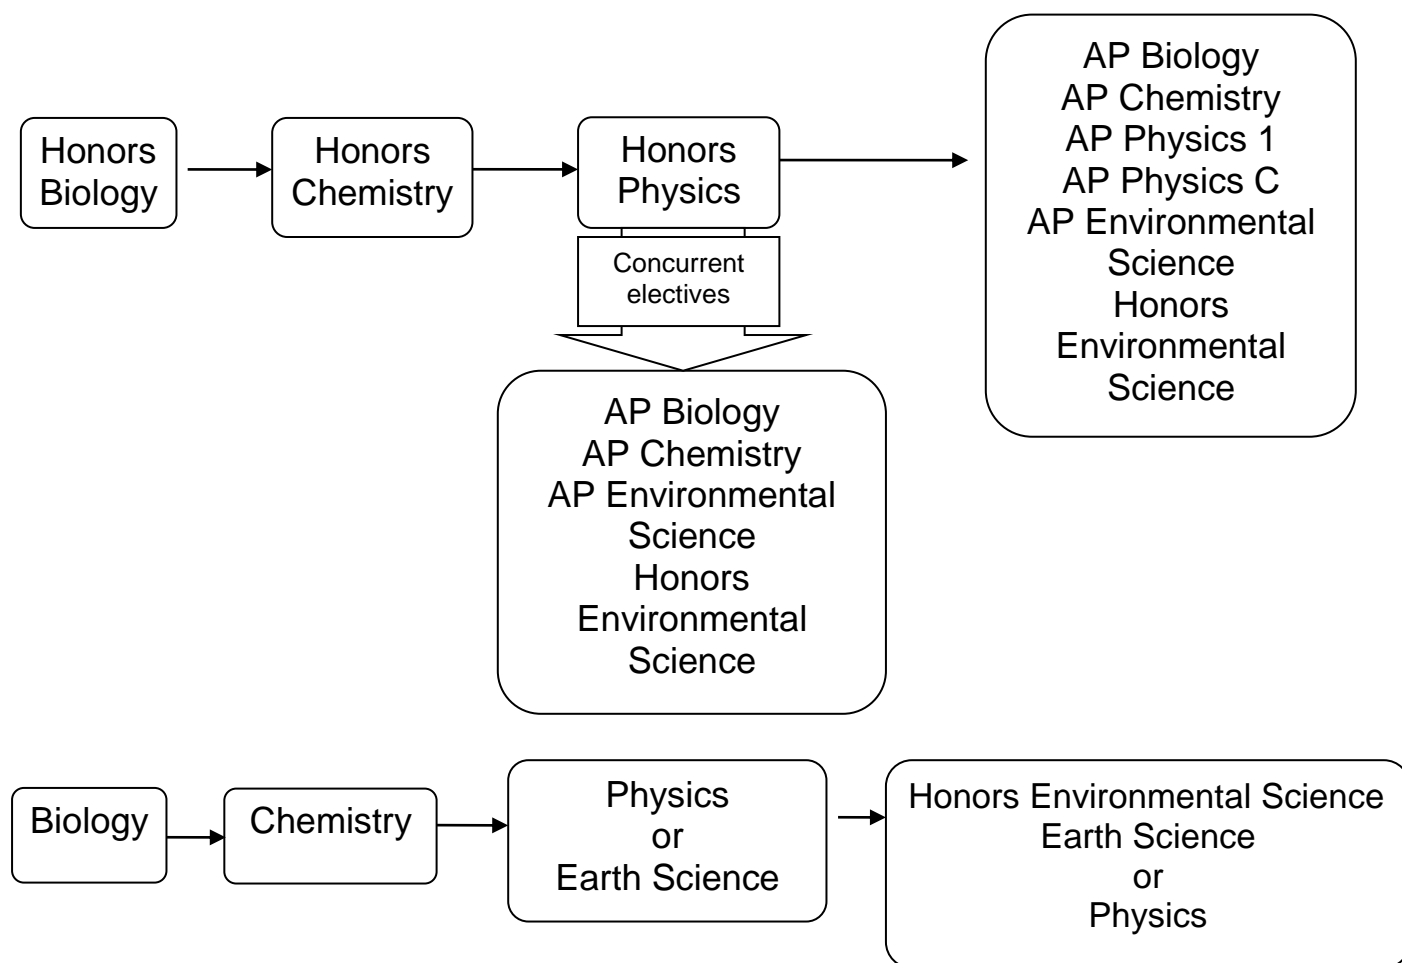 Honors
Biology
Honors
Chemistry
Honors
Physics
AP Biology
AP Chemistry
AP Physics 1
AP Physics C
AP Environmental
Science
Honors
Environmental
Science
Concurrent
electives
AP Biology
AP Chemistry
AP Environmental
Science
Honors
Environmental
Science
Biology
Chemistry
Physics
or
Earth Science
Honors Environmental Science
Earth Science
or
Physics